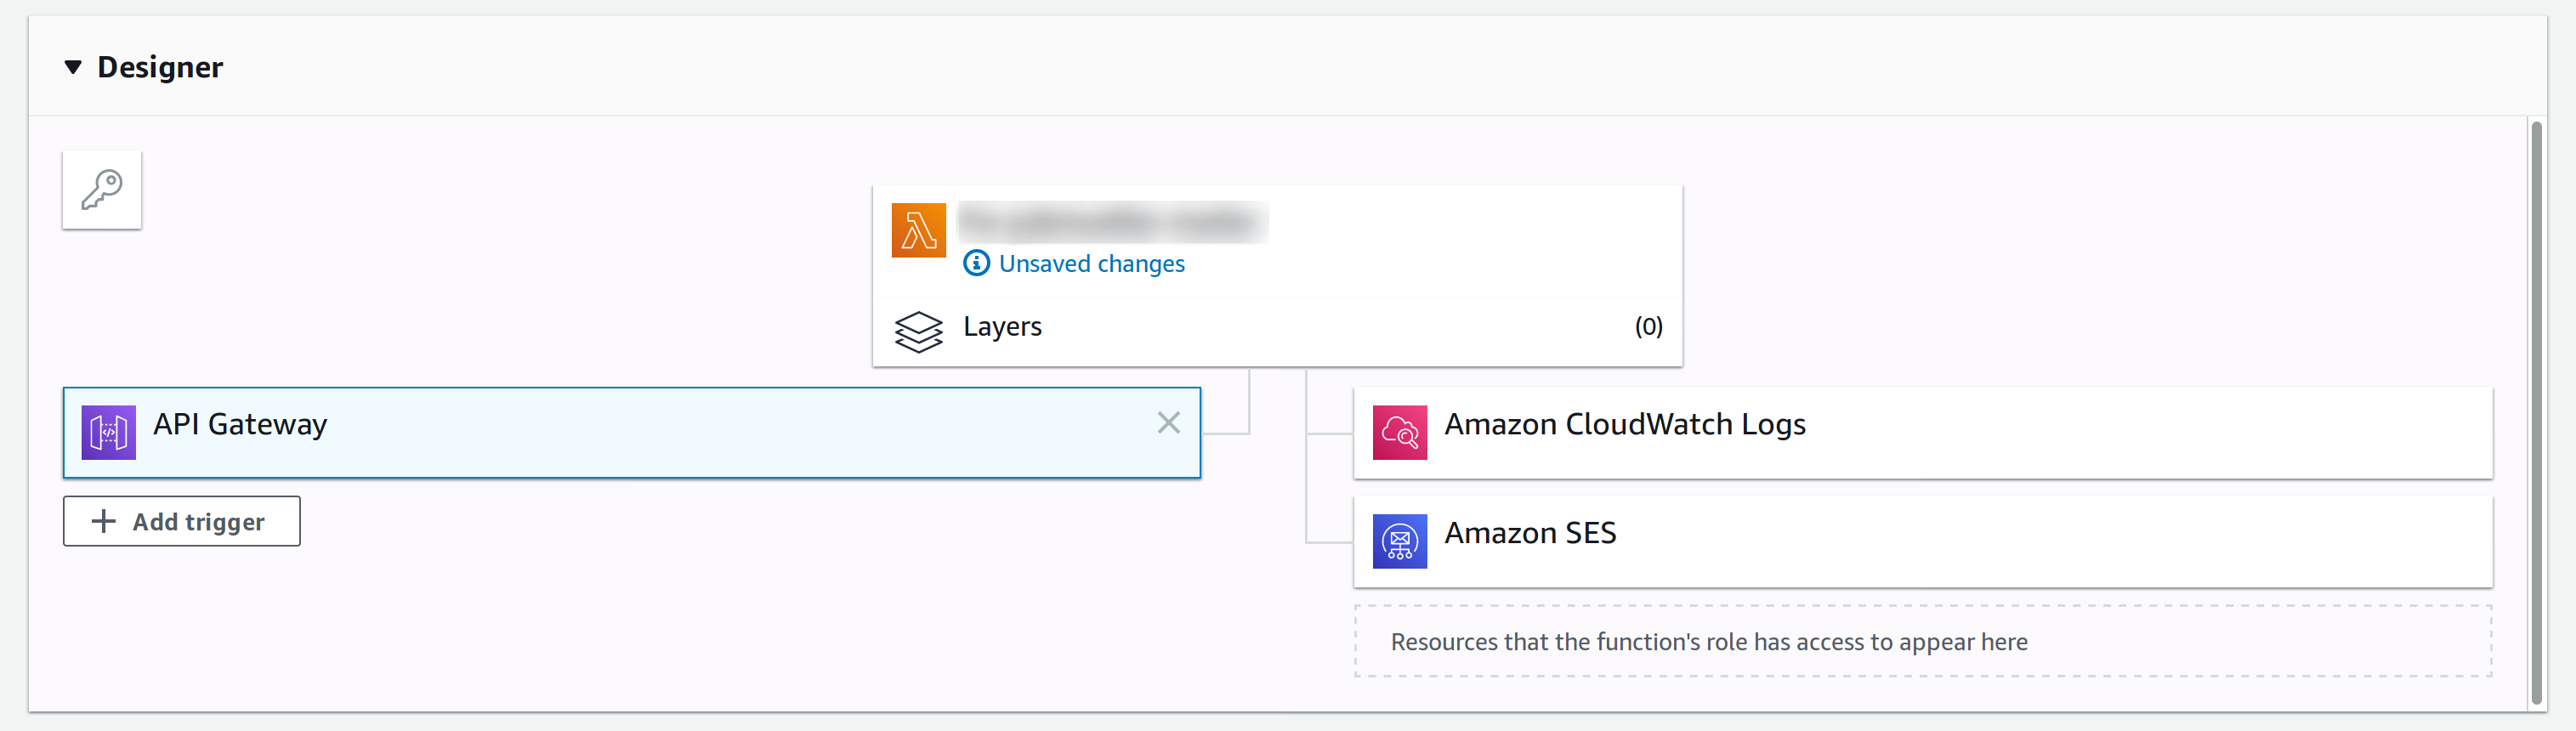 Designer
Unsaved changes
Layers
(0)
API Gateway
Add trigger
Amazon CloudWatch Logs
Amazon SES
Resources that the function's role has access to appear here